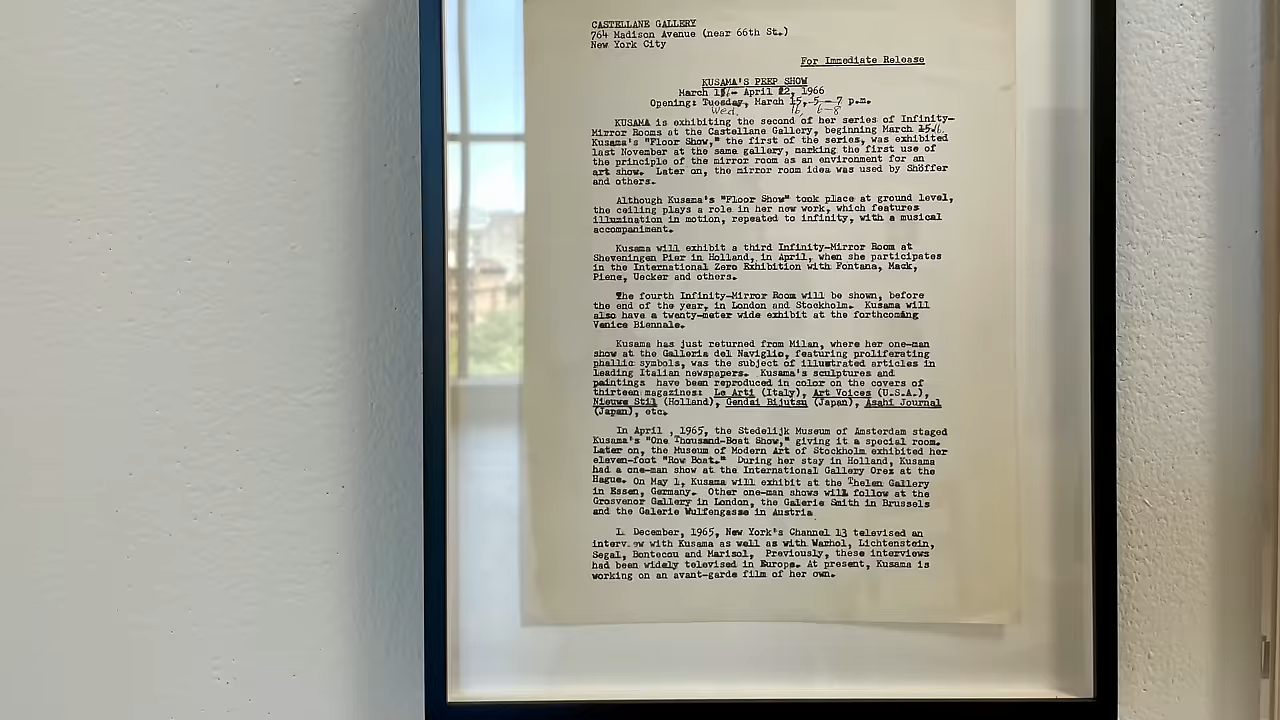 CASTELLANE GALLERY
764 Madison Avenue (near 66th St.)
New York City
For Immediate Release
KUSAMA'S PEEP SHOW
March 16 - April 22, 1966
Opening: Tuesday, March 15, 5 - 7 p.m.
Wed. 16, 6-8
KUSAMA is exhibiting the second of her series of Infinity-
Mirror Rooms at the Castellane Gallery, beginning March 15.
Kusama's "Floor Show," the first of the series, was exhibited
last November at the same gallery, marking the first use of
the principle of the mirror room as an environment for an
art show. Later on, the mirror room idea was used by Shöffer
and others.
Although Kusama's "Floor Show" took place at ground level,
the ceiling plays a role in her new work, which features
illumination in motion, repeated to infinity, with a musical
accompaniment.
Kusama will exhibit a third Infinity-Mirror Room at
Sheveningen Pier in Holland, in April, when she participates
in the International Zero Exhibition with Fontana, Mack,
Piene, Uecker and others.
The fourth Infinity-Mirror Room will be shown, before
the end of the year, in London and Stockholm. Kusama will
also have a twenty-meter wide exhibit at the forthcoming
Venice Biennale.
Kusama has just returned from Milan, where her one-man
show at the Galleria del Naviglio, featuring proliferating
phallic symbols, was the subject of illustrated articles in
leading Italian newspapers. Kusama's sculptures and
paintings have been reproduced in color on the covers of
thirteen magazines: Le Arti (Italy), Art Voices (U.S.A.),
Nieuwe Stil (Holland), Gendai Bijutsu (Japan), Asahi Journal
(Japan), etc.
In April , 1965, the Stedelijk Museum of Amsterdam staged
Kusama's "One Thousand-Boat Show," giving it a special room.
Later on, the Museum of Modern Art of Stockholm exhibited her
eleven-foot "Row Boat." During her stay in Holland, Kusama
had a one-man show at the International Gallery Orez at the
Hague. On May 1, Kusama will exhibit at the Thelen Gallery
in Essen, Germany. Other one-man shows will follow at the
Grosvenor Gallery in London, the Galerie Smith in Brussels
and the Galerie Wulfengasse in Austria
In December, 1965, New York's Channel 13 televised an
interview with Kusama as well as with Warhol, Lichtenstein,
Segal, Bontecou and Marisol, Previously, these interviews
had been widely televised in Europe. At present, Kusama is
working on an avant-garde film of her own.